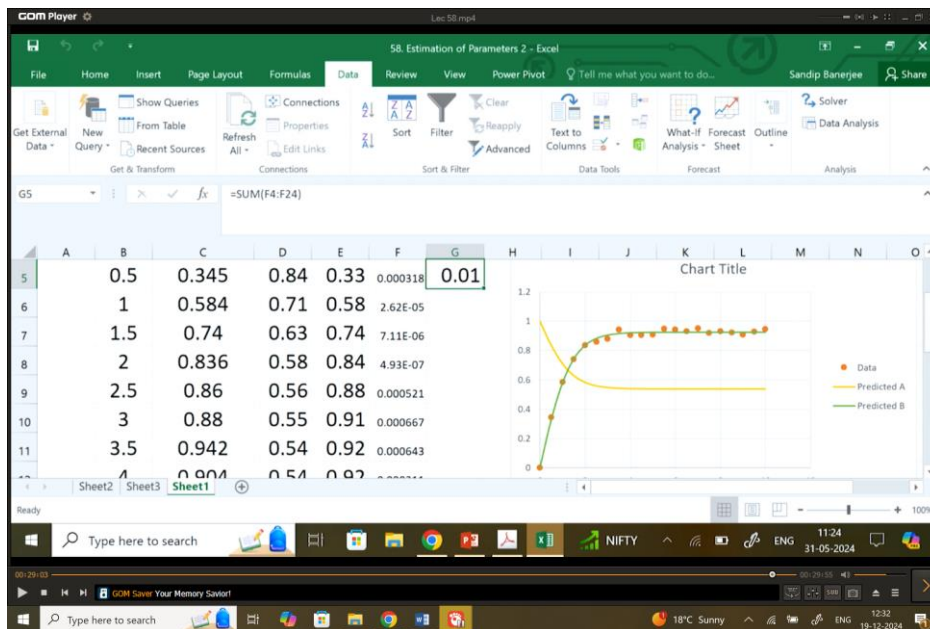 GOM Player
Lec 58.mp4
58. Estimation of Parameters 2 - Excel
File Home Insert Page Layout Formulas Data Review View Power Pivot Tell me what you want to do... Sandip Banerjee Share
Get External Data
New Query
Show Queries
From Table
Recent Sources
Get & Transform
Refresh All
Connections
Properties
Edit Links
Connections
Sort
Filter
Clear
Reapply
Advanced
Sort & Filter
Text to Columns
Data Tools
What-If Analysis
Forecast Sheet
Forecast
Outline
Solver
Data Analysis
Analysis
G5 fx =SUM(F4:F24)
A B C D E F G H I J K L M N O
5 0.5 0.345 0.84 0.33 0.000318 0.01
6 1 0.584 0.71 0.58 2.62E-05
7 1.5 0.74 0.63 0.74 7.11E-06
8 2 0.836 0.58 0.84 4.93E-07
9 2.5 0.86 0.56 0.88 0.000521
10 3 0.88 0.55 0.91 0.000667
11 3.5 0.942 0.54 0.92 0.000643
4 0.904 0.54 0.92
Chart Title
1.2
1
0.8
0.6
0.4
0.2
0
Data
Predicted A
Predicted B
Sheet2 Sheet3 Sheet1
Ready
100%
Type here to search
NIFTY
ENG
11:24
31-05-2024
00:29:03
00:29:55
GOM Saver Your Memory Savior!
Type here to search
18°C Sunny
ENG
12:32
19-12-2024